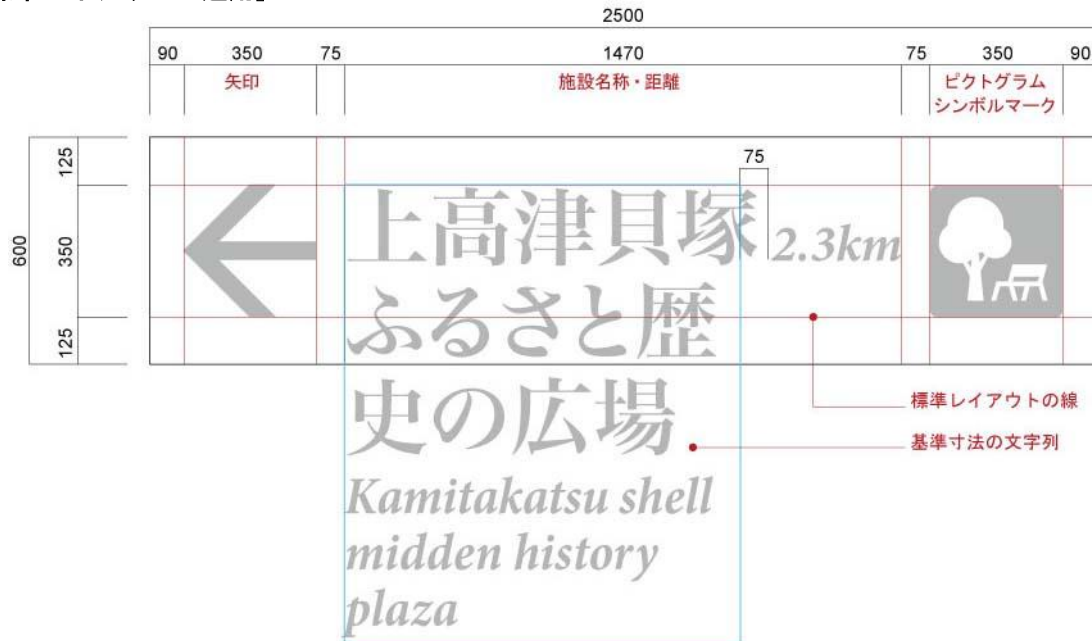 2500
90 350 75 1470 75 350 90
矢印 施設名称・距離 ピクトグラム
シンボルマーク
125
75
600 350
上高津貝塚 2.3km
ふるさと歴
125
史の広場
標準レイアウトの線
基準寸法の文字列
Kamitakatsu shell
midden history
plaza